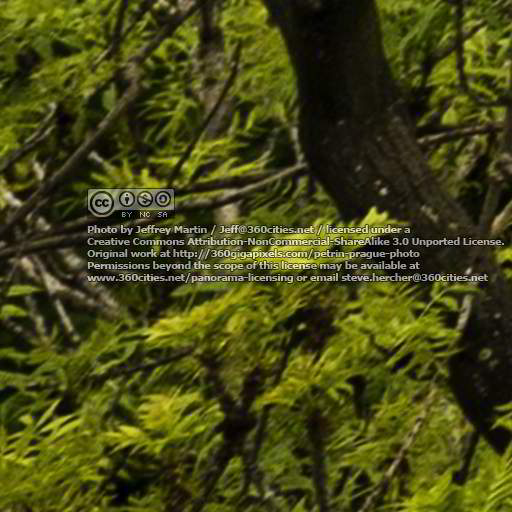 cc BY NC SA
Photo by Jeffrey Martin / Jeff@360cities.net / licensed under a
Creative Commons Attribution-NonCommercial-ShareAlike 3.0 Unported License.
Original work at http://360gigapixels.com/petrin-prague-photo
Permissions beyond the scope of this license may be available at
www.360cities.net/panorama-licensing or email steve.hercher@360cities.net